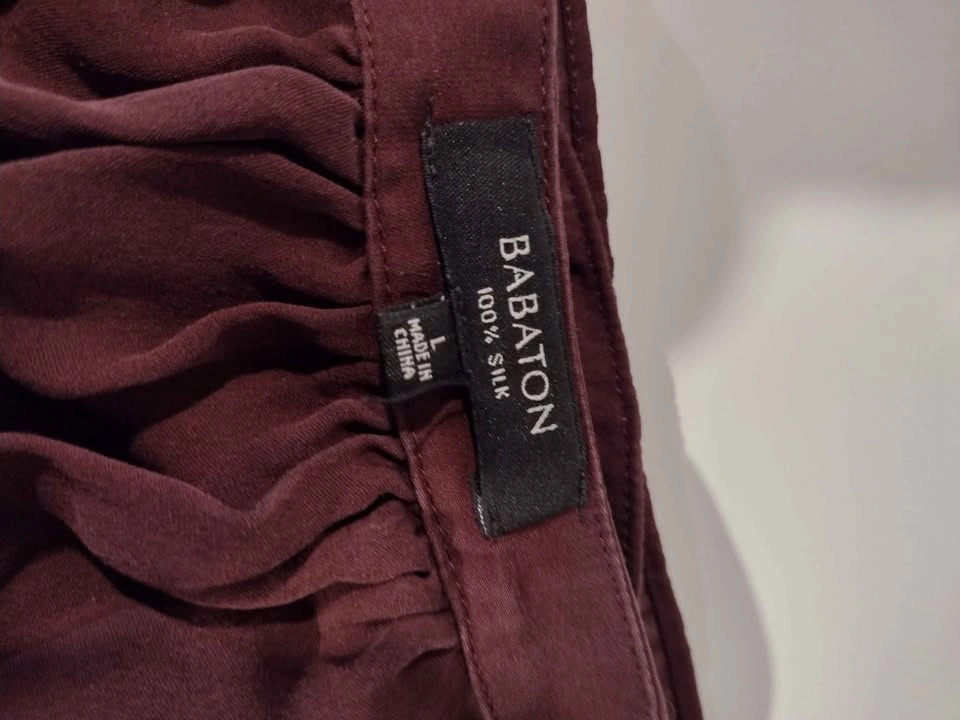 BABATON
100% SILK
L
MADE IN
CHINA